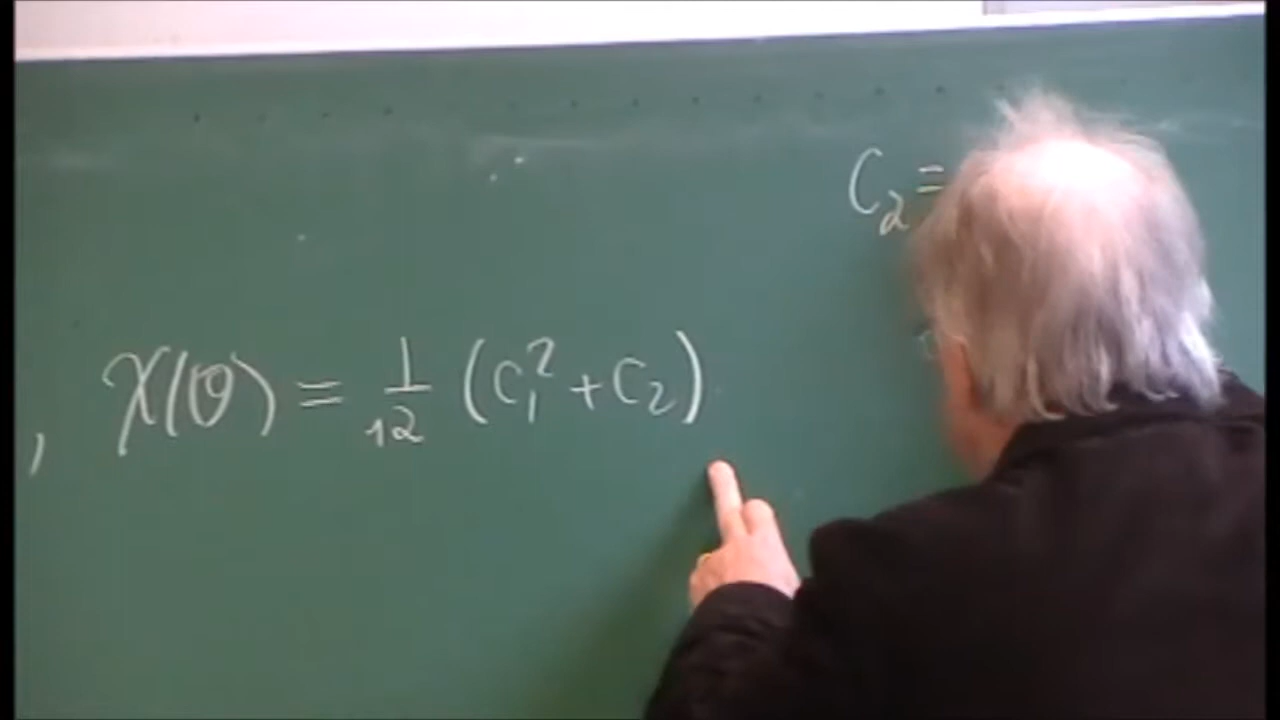 C₂ =
, χ(𝒪) = 1/12 (C₁² + C₂)